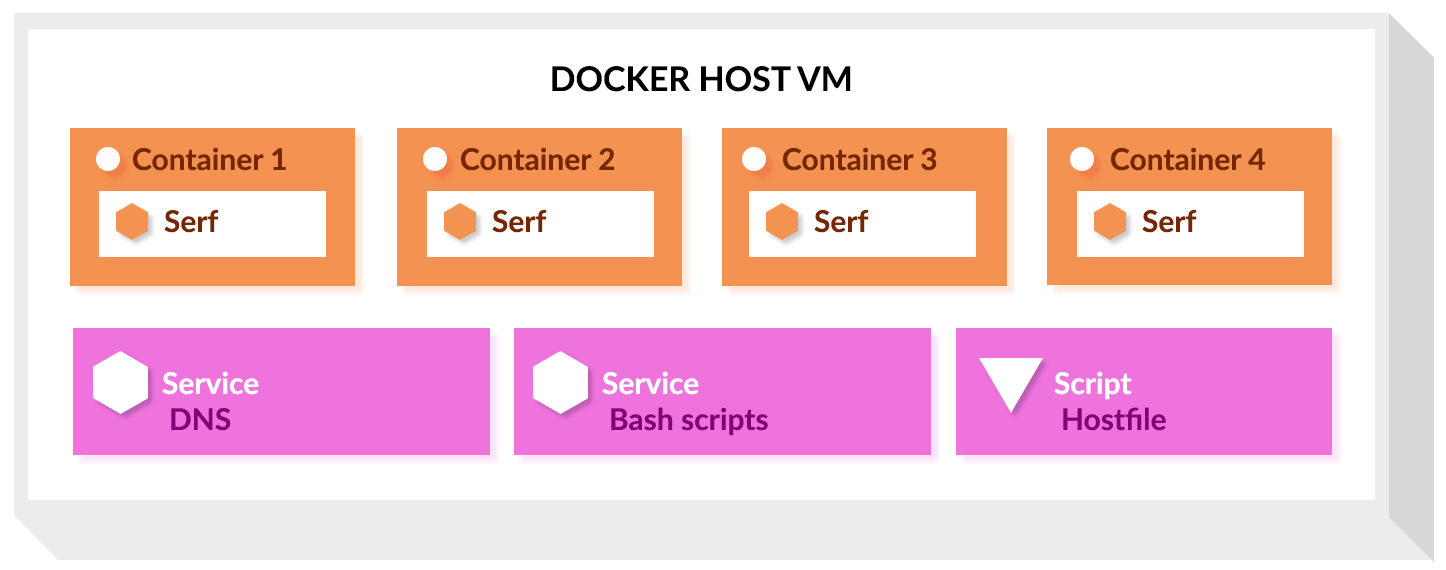 DOCKER HOST VM
Container 1
Container 2
Container 3
Container 4
Serf
Serf
Serf
Serf
Service
DNS
Service
Bash scripts
Script
Hostfile